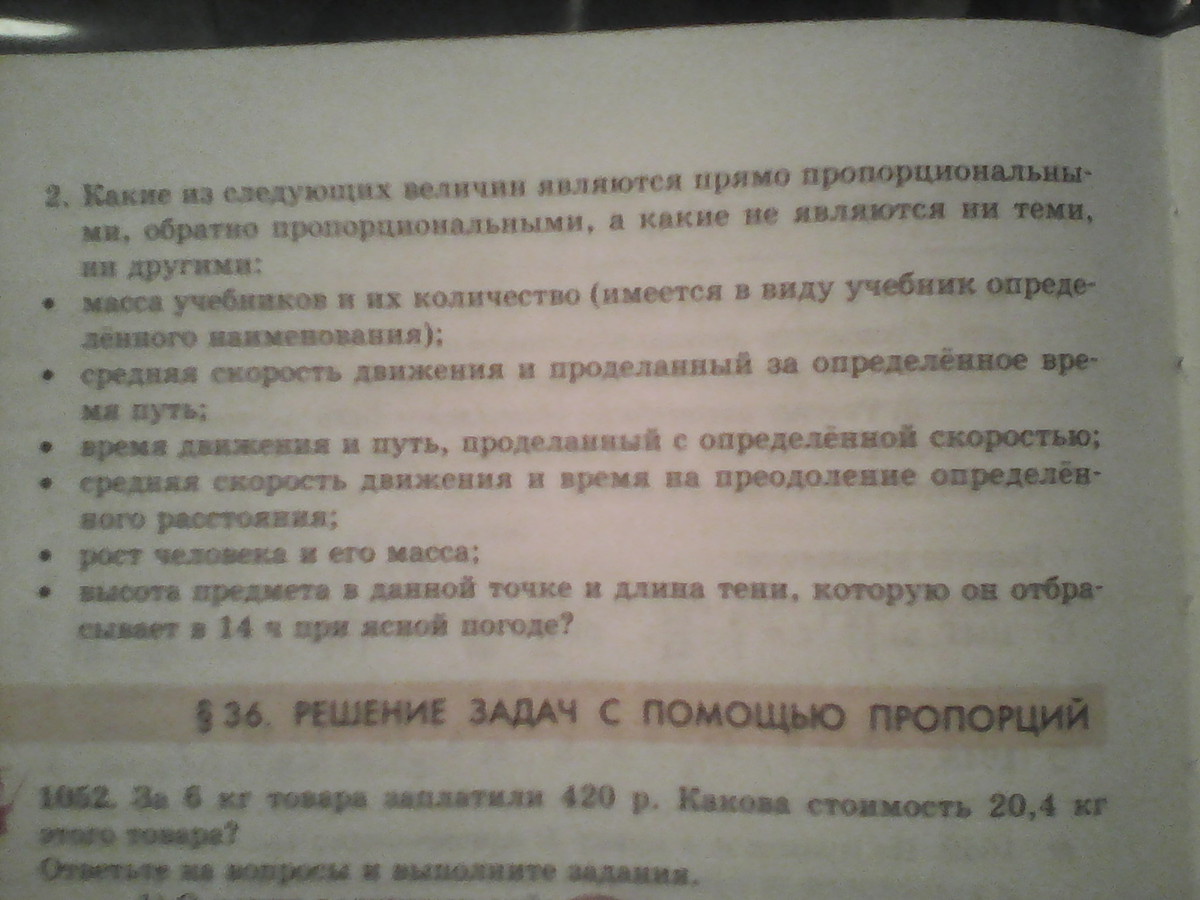 2. Какие из следующих величин являются прямо пропорциональны-
ми, обратно пропорциональными, а какие не являются ни теми,
ни другими:
• масса учебников и их количество (имеется в виду учебник опреде-
лённого наименования);
• средняя скорость движения и проделанный за определённое вре-
мя путь;
• время движения и путь, проделанный с определённой скоростью;
• средняя скорость движения и время на преодоление определён-
ного расстояния;
• рост человека и его масса;
• высота предмета в данной точке и длина тени, которую он отбра-
сывает в 14 ч при ясной погоде?
§ 36. РЕШЕНИЕ ЗАДАЧ С ПОМОЩЬЮ ПРОПОРЦИЙ
1052. За 6 кг товара заплатили 420 р. Какова стоимость 20,4 кг
этого товара?
Ответьте на вопросы и выполните задания.